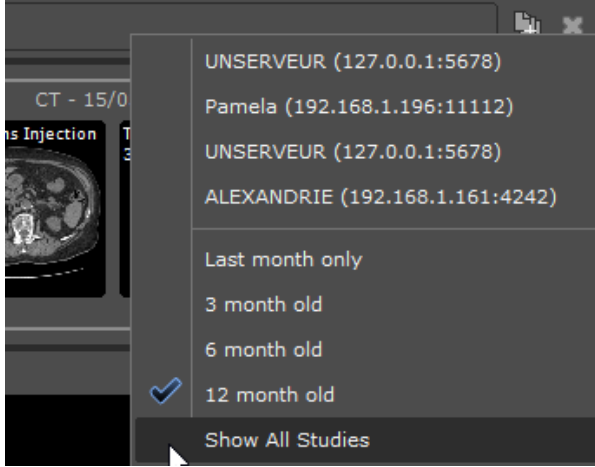 UNSERVEUR (127.0.0.1:5678)
Pamela (192.168.1.196:11112)
UNSERVEUR (127.0.0.1:5678)
ALEXANDRIE (192.168.1.161:4242)
CT - 15/0
ns Injection
T
3
Last month only
3 month old
6 month old
12 month old
Show All Studies